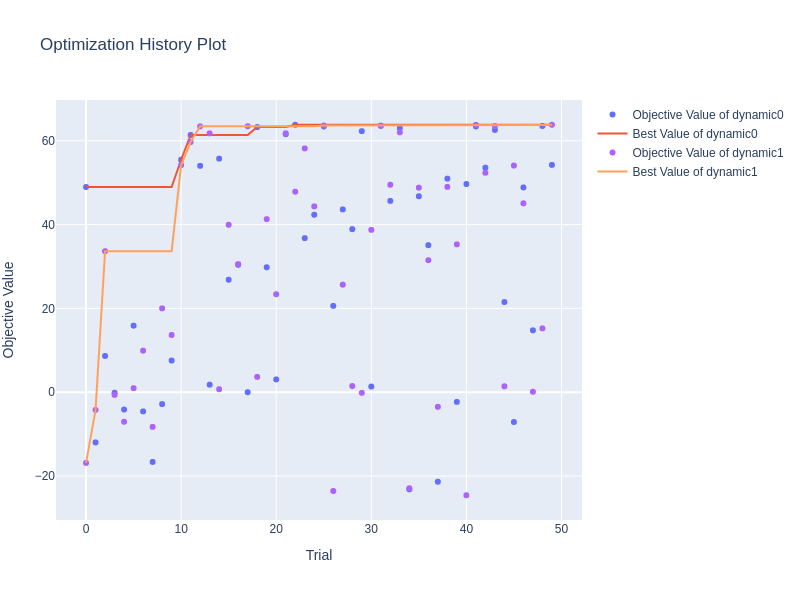 Optimization History Plot
Objective Value of dynamic0
Best Value of dynamic0
Objective Value of dynamic1
Best Value of dynamic1
60
40
20
0
−20
Objective Value
0 10 20 30 40 50
Trial